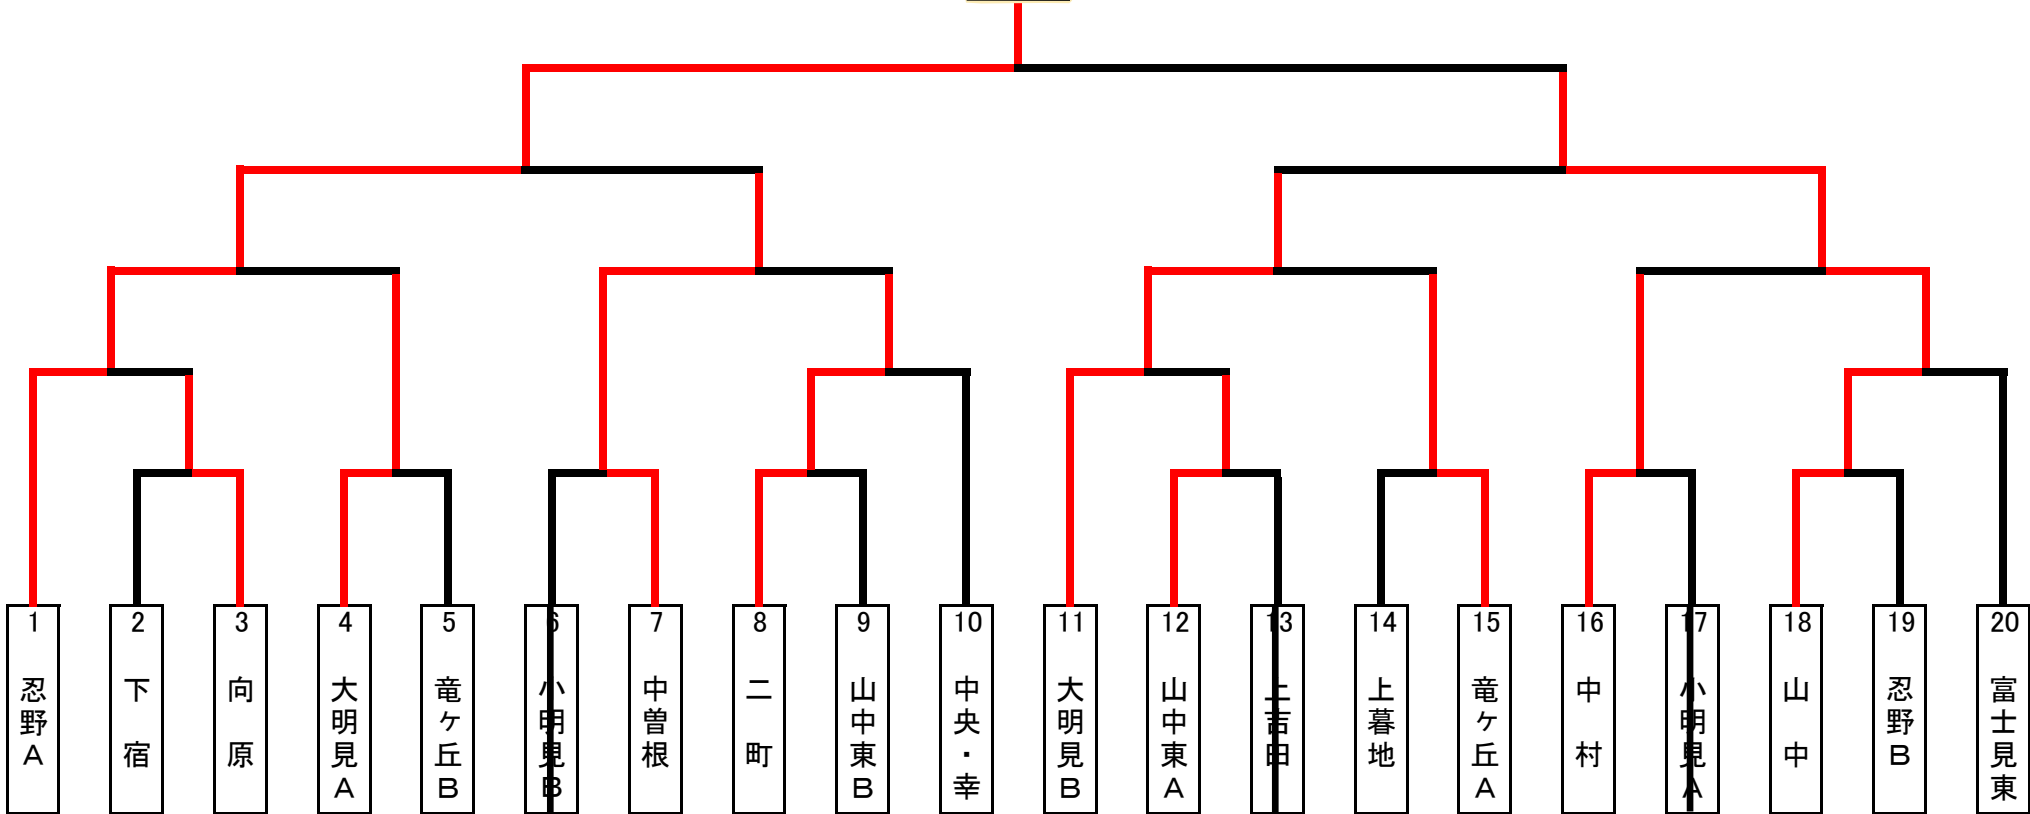 1 忍野A
2 下宿
3 向原
4 大明見A
5 竜ヶ丘B
6 小明見B
7 中曽根
8 二町
9 山中東B
10 中央・幸
11 大明見B
12 山中東A
13 上吉田
14 上暮地
15 竜ヶ丘A
16 中村
17 小明見A
18 山中
19 忍野B
20 富士見東